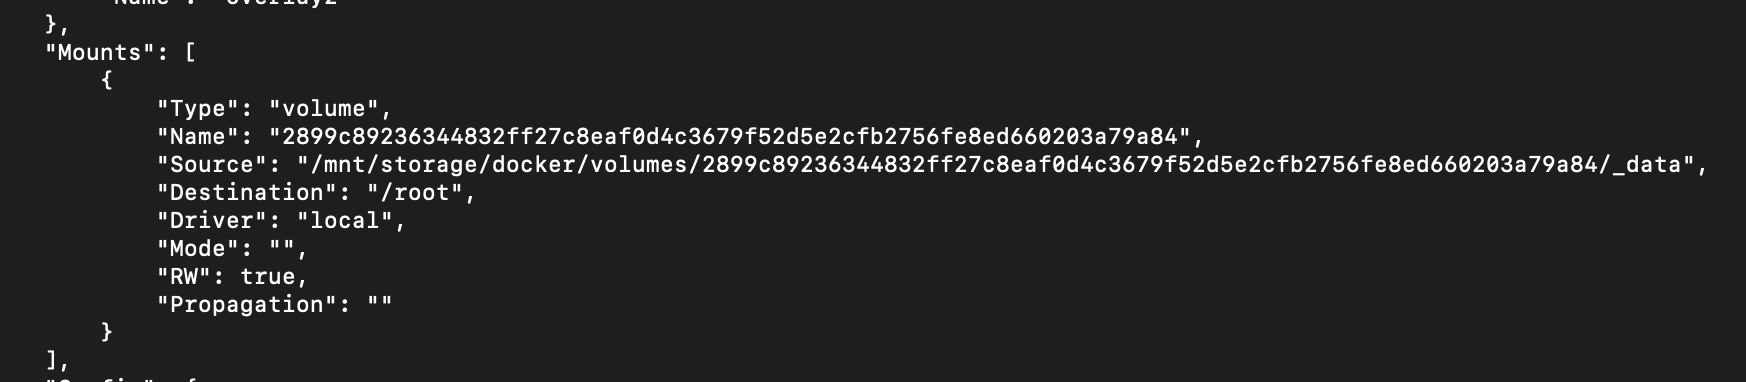 "Name": "overlay2"
},
"Mounts": [
{
"Type": "volume",
"Name": "2899c89236344832ff27c8eaf0d4c3679f52d5e2cfb2756fe8ed660203a79a84",
"Source": "/mnt/storage/docker/volumes/2899c89236344832ff27c8eaf0d4c3679f52d5e2cfb2756fe8ed660203a79a84/_data",
"Destination": "/root",
"Driver": "local",
"Mode": "",
"RW": true,
"Propagation": ""
}
],